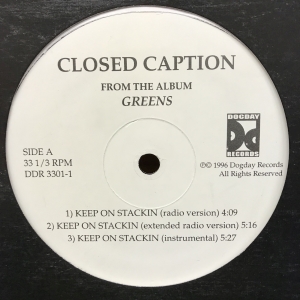 CLOSED CAPTION
FROM THE ALBUM
GREENS
DOGDAY
RECORDS
SIDE A
33 1/3 RPM
DDR 3301-1
©© 1996 Dogday Records
All Rights Reserved
1) KEEP ON STACKIN (radio version) 4:09
2) KEEP ON STACKIN (extended radio version) 5:16
3) KEEP ON STACKIN (instrumental) 5:27